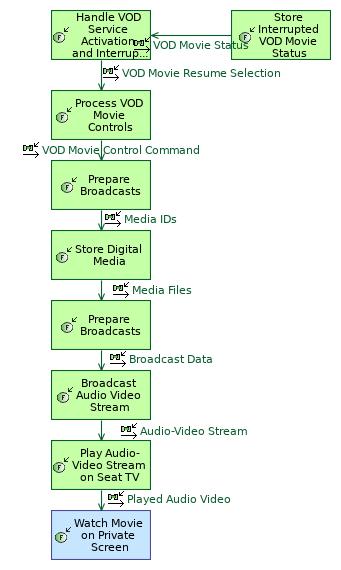 Handle VOD
Service
Activation
and Interrup...
VOD Movie Status
Store
Interrupted
VOD Movie
Status
VOD Movie Resume Selection
Process VOD
Movie
Controls
VOD Movie Control Command
Prepare
Broadcasts
Media IDs
Store Digital
Media
Media Files
Prepare
Broadcasts
Broadcast Data
Broadcast
Audio Video
Stream
Audio-Video Stream
Play Audio-
Video Stream
on Seat TV
Played Audio Video
Watch Movie
on Private
Screen